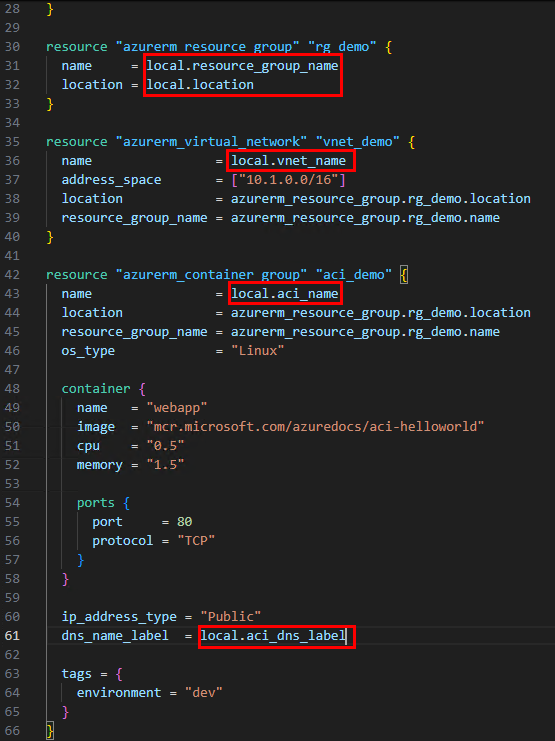 28 }
29
30 resource "azurerm_resource_group" "rg_demo" {
31 name = local.resource_group_name
32 location = local.location
33 }
34
35 resource "azurerm_virtual_network" "vnet_demo" {
36 name = local.vnet_name
37 address_space = ["10.1.0.0/16"]
38 location = azurerm_resource_group.rg_demo.location
39 resource_group_name = azurerm_resource_group.rg_demo.name
40 }
41
42 resource "azurerm_container_group" "aci_demo" {
43 name = local.aci_name
44 location = azurerm_resource_group.rg_demo.location
45 resource_group_name = azurerm_resource_group.rg_demo.name
46 os_type = "Linux"
47
48 container {
49 name = "webapp"
50 image = "mcr.microsoft.com/azuredocs/aci-helloworld"
51 cpu = "0.5"
52 memory = "1.5"
53
54 ports {
55 port = 80
56 protocol = "TCP"
57 }
58 }
59
60 ip_address_type = "Public"
61 dns_name_label = local.aci_dns_label
62
63 tags = {
64 environment = "dev"
65 }
66 }